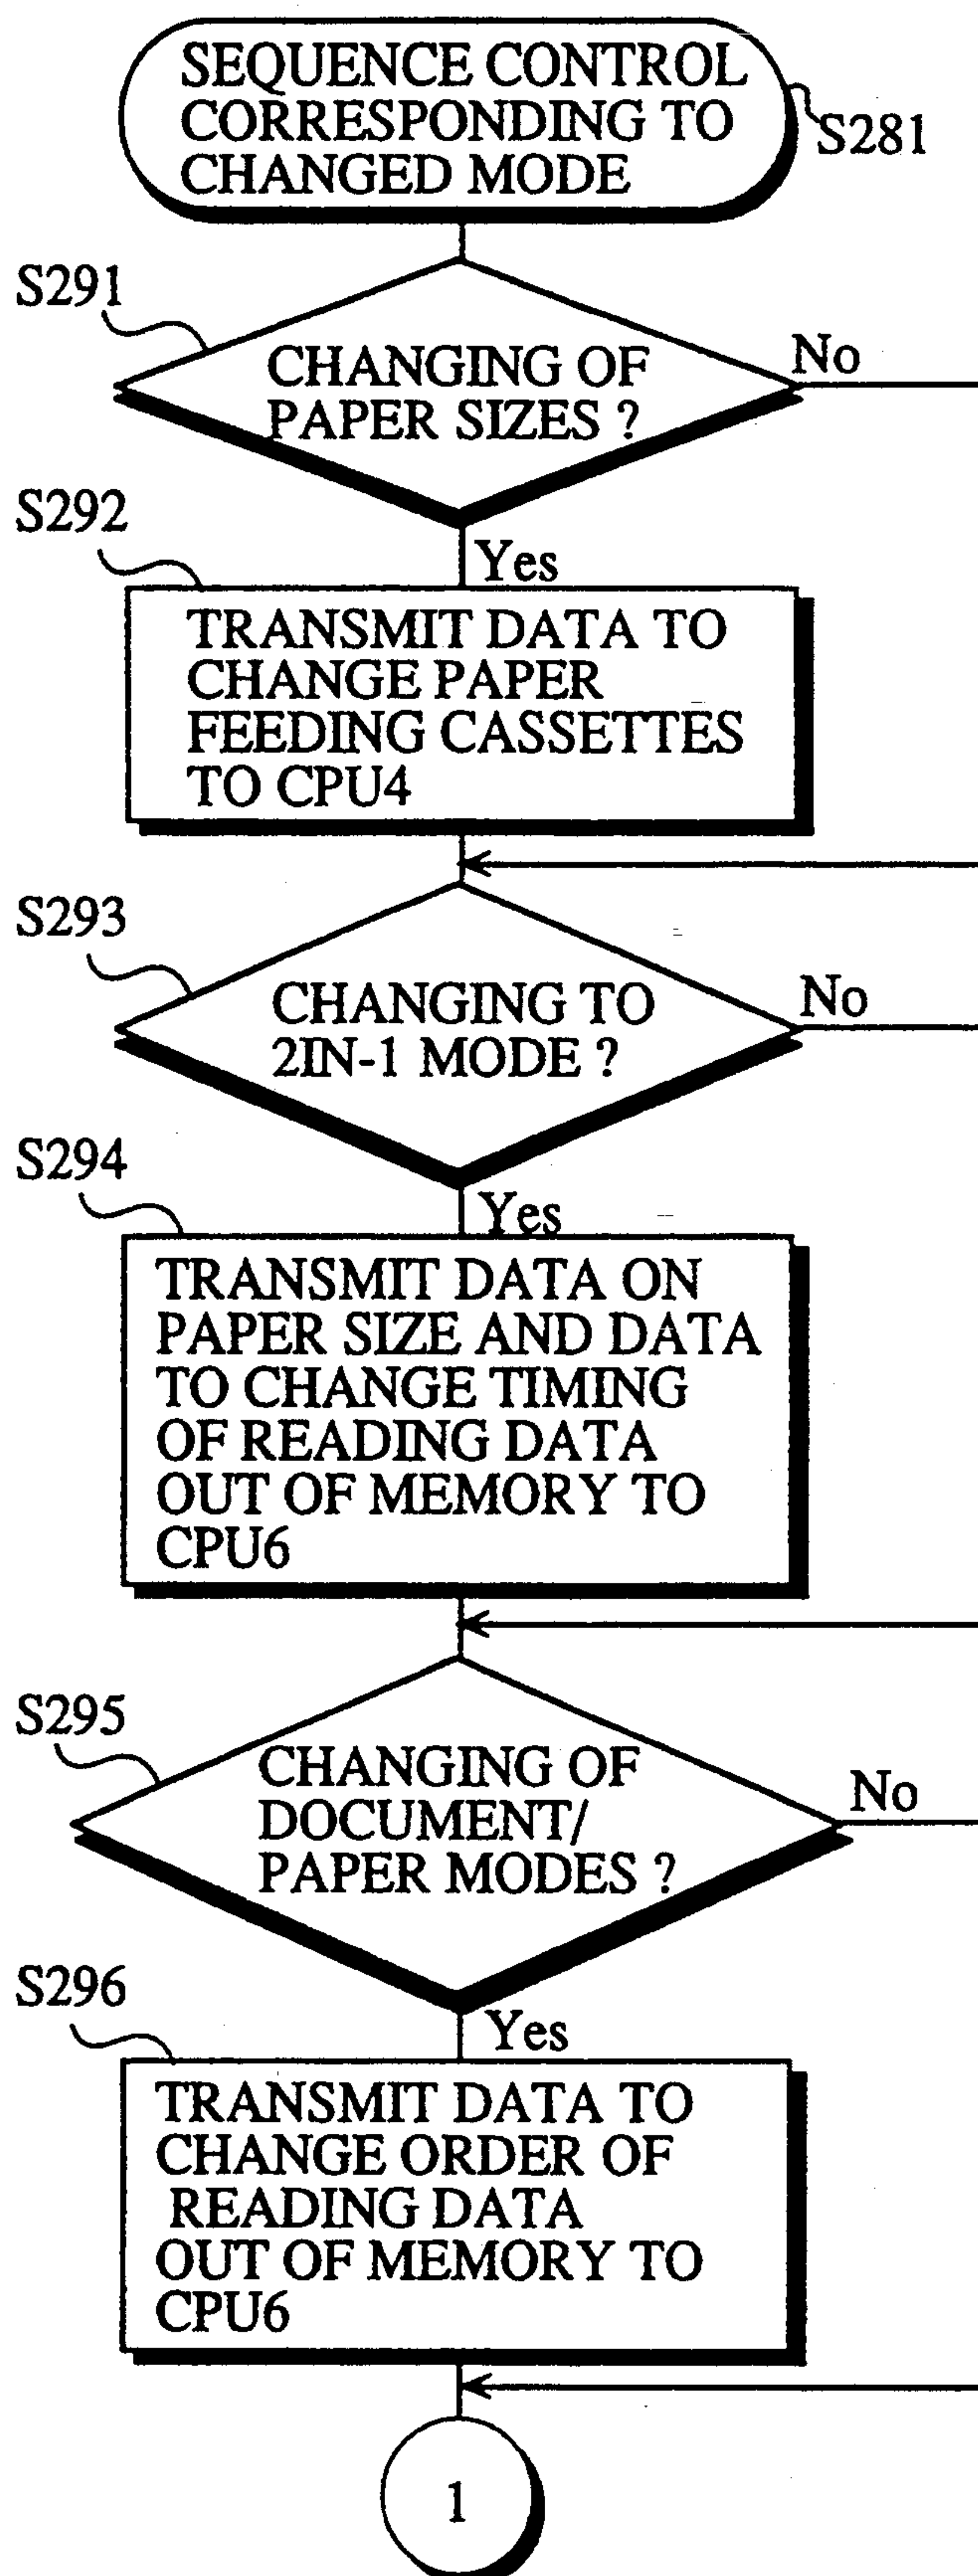 SEQUENCE CONTROL
CORRESPONDING TO
CHANGED MODE
S281
S291
CHANGING OF
PAPER SIZES ?
No
S292
Yes
TRANSMIT DATA TO
CHANGE PAPER
FEEDING CASSETTES
TO CPU4
S293
CHANGING TO
2IN-1 MODE ?
No
S294
Yes
TRANSMIT DATA ON
PAPER SIZE AND DATA
TO CHANGE TIMING
OF READING DATA
OUT OF MEMORY TO
CPU6
S295
CHANGING OF
DOCUMENT/
PAPER MODES ?
No
S296
Yes
TRANSMIT DATA TO
CHANGE ORDER OF
READING DATA
OUT OF MEMORY TO
CPU6
1